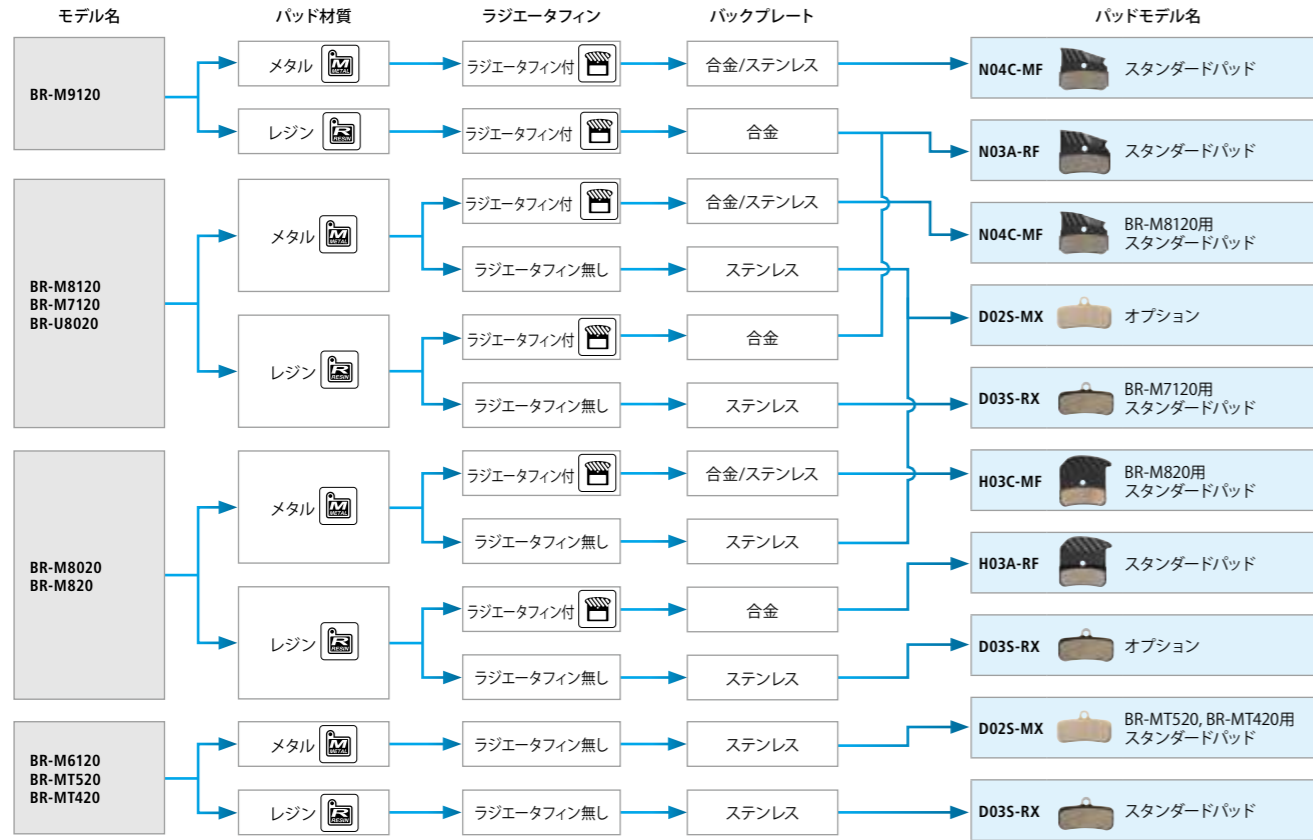 モデル名
パッド材質
ラジエータフィン
バックプレート
パッドモデル名
BR-M9120
メタル
METAL
ラジエータフィン付
合金/ステンレス
N04C-MF
スタンダードパッド
レジン
RESIN
ラジエータフィン付
合金
N03A-RF
スタンダードパッド
BR-M8120
BR-M7120
BR-U8020
メタル
METAL
ラジエータフィン付
合金/ステンレス
N04C-MF
BR-M8120用
スタンダードパッド
ラジエータフィン無し
ステンレス
D02S-MX
オプション
レジン
RESIN
ラジエータフィン付
合金
ラジエータフィン無し
ステンレス
D03S-RX
BR-M7120用
スタンダードパッド
BR-M8020
BR-M820
メタル
METAL
ラジエータフィン付
合金/ステンレス
H03C-MF
BR-M820用
スタンダードパッド
ラジエータフィン無し
ステンレス
レジン
RESIN
ラジエータフィン付
合金
H03A-RF
スタンダードパッド
ラジエータフィン無し
ステンレス
D03S-RX
オプション
BR-M6120
BR-MT520
BR-MT420
メタル
METAL
ラジエータフィン無し
ステンレス
D02S-MX
BR-MT520, BR-MT420用
スタンダードパッド
レジン
RESIN
ラジエータフィン無し
ステンレス
D03S-RX
スタンダードパッド